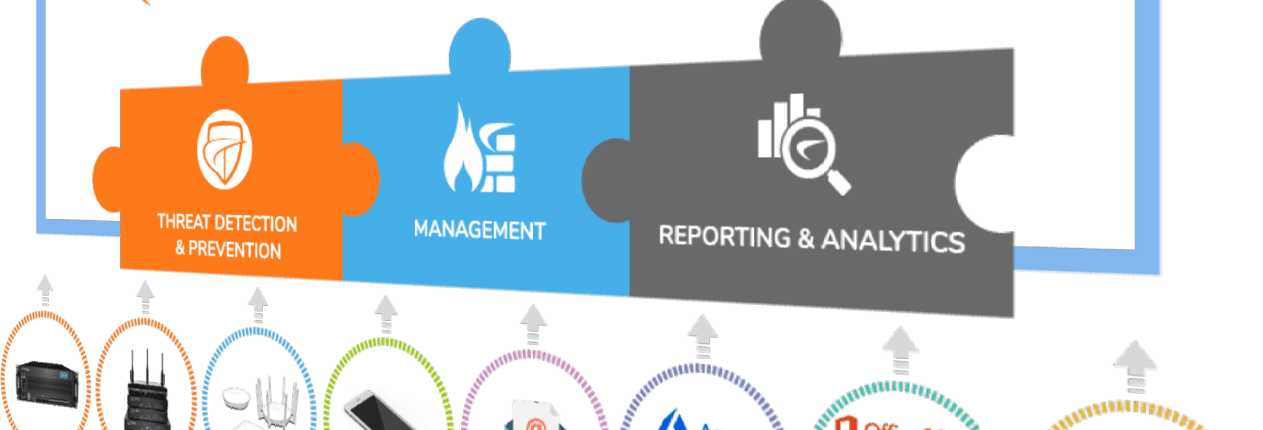 THREAT DETECTION
& PREVENTION
MANAGEMENT
REPORTING & ANALYTICS
@